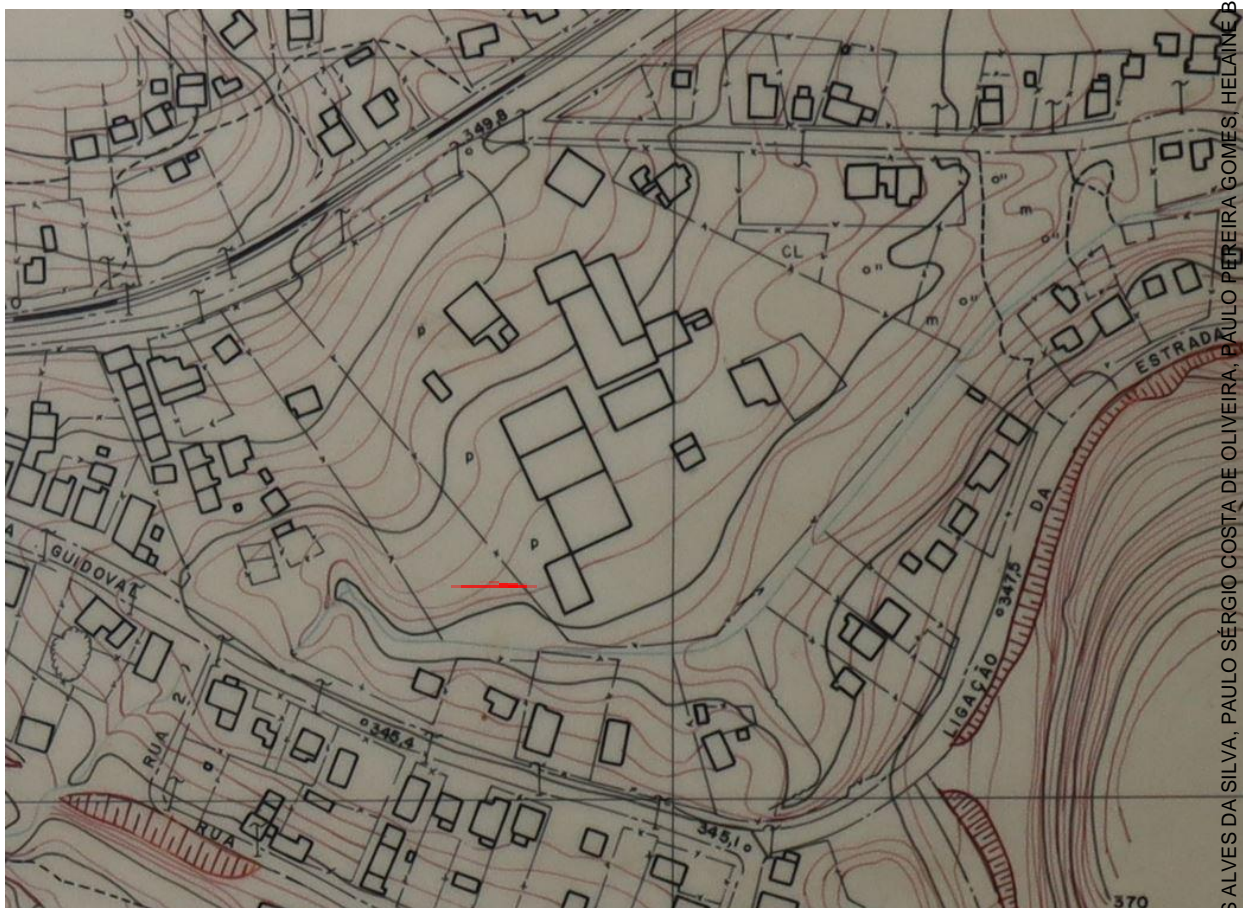 349,8
CL
o"
m
o"
o"
o"
m
p
p
p
ESTRADA
DA
LIGAÇÃO
347,5
GUIDOVAL
RUA 2
345,4
RUA
345,1
370
S ALVES DA SILVA, PAULO SÉRGIO COSTA DE OLIVEIRA, PAULO PEREIRA GOMES, HELAINE B